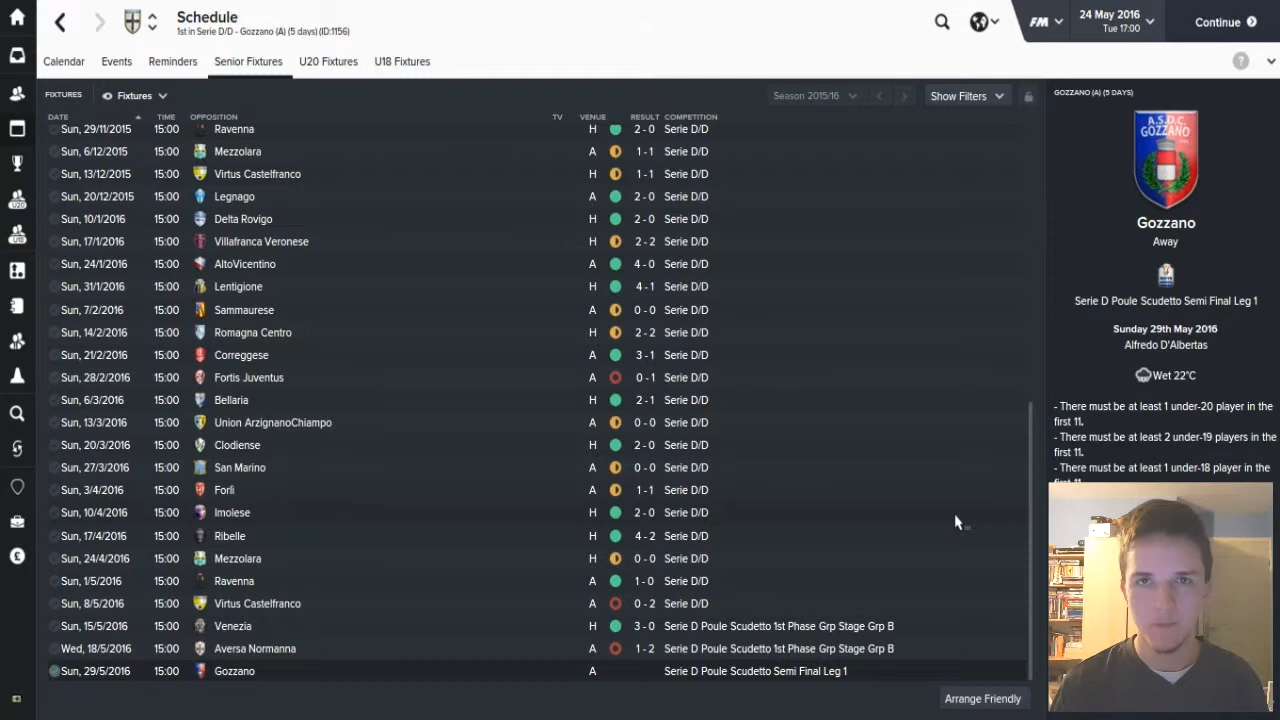 Schedule
1st in Serie D/D - Gozzano (A) (5 days) (ID:1156)
FM
24 May 2016
Tue 17:00
Continue
Calendar Events Reminders Senior Fixtures U20 Fixtures U18 Fixtures
FIXTURES Fixtures Season 2015/16 Show Filters
DATE TIME OPPOSITION TV VENUE RESULT COMPETITION
Sun, 29/11/2015 15:00 Ravenna H 2 - 0 Serie D/D
Sun, 6/12/2015 15:00 Mezzolara A 1 - 1 Serie D/D
Sun, 13/12/2015 15:00 Virtus Castelfranco H 1 - 1 Serie D/D
Sun, 20/12/2015 15:00 Legnago A 2 - 0 Serie D/D
Sun, 10/1/2016 15:00 Delta Rovigo H 2 - 0 Serie D/D
Sun, 17/1/2016 15:00 Villafranca Veronese H 2 - 2 Serie D/D
Sun, 24/1/2016 15:00 AltoVicentino A 4 - 0 Serie D/D
Sun, 31/1/2016 15:00 Lentigione H 4 - 1 Serie D/D
Sun, 7/2/2016 15:00 Sammaurese A 0 - 0 Serie D/D
Sun, 14/2/2016 15:00 Romagna Centro H 2 - 2 Serie D/D
Sun, 21/2/2016 15:00 Correggese A 3 - 1 Serie D/D
Sun, 28/2/2016 15:00 Fortis Juventus A 0 - 1 Serie D/D
Sun, 6/3/2016 15:00 Bellaria H 2 - 1 Serie D/D
Sun, 13/3/2016 15:00 Union ArzignanoChiampo A 0 - 0 Serie D/D
Sun, 20/3/2016 15:00 Clodiense H 2 - 0 Serie D/D
Sun, 27/3/2016 15:00 San Marino A 0 - 0 Serie D/D
Sun, 3/4/2016 15:00 Forlì A 1 - 1 Serie D/D
Sun, 10/4/2016 15:00 Imolese H 2 - 0 Serie D/D
Sun, 17/4/2016 15:00 Ribelle H 4 - 2 Serie D/D
Sun, 24/4/2016 15:00 Mezzolara H 0 - 0 Serie D/D
Sun, 1/5/2016 15:00 Ravenna A 1 - 0 Serie D/D
Sun, 8/5/2016 15:00 Virtus Castelfranco A 0 - 2 Serie D/D
Sun, 15/5/2016 15:00 Venezia H 3 - 0 Serie D Poule Scudetto 1st Phase Grp Stage Grp B
Wed, 18/5/2016 15:00 Aversa Normanna A 1 - 2 Serie D Poule Scudetto 1st Phase Grp Stage Grp B
Sun, 29/5/2016 15:00 Gozzano A Serie D Poule Scudetto Semi Final Leg 1
Arrange Friendly
GOZZANO (A) (5 DAYS)
A.S.D.C.
GOZZANO
Gozzano
Away
Serie D Poule Scudetto Semi Final Leg 1
Sunday 29th May 2016
Alfredo D'Albertas
Wet 22°C
- There must be at least 1 under-20 player in the
first 11.
- There must be at least 2 under-19 players in the
first 11.
- There must be at least 1 under-18 player in the